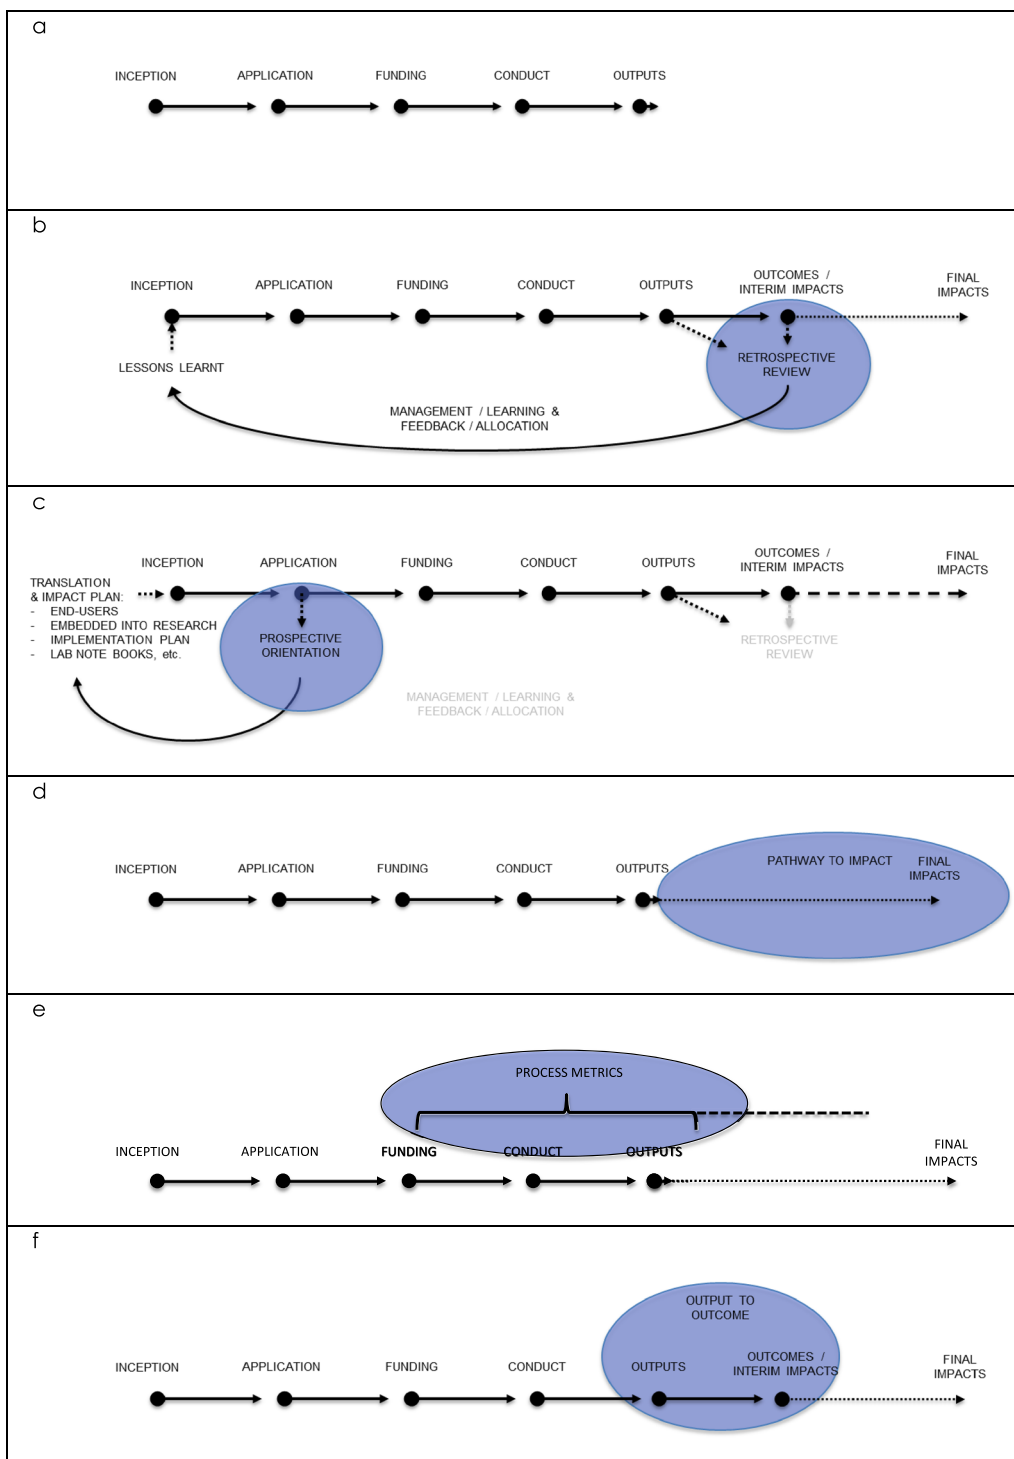 a
INCEPTION APPLICATION FUNDING CONDUCT OUTPUTS
b
INCEPTION APPLICATION FUNDING CONDUCT OUTPUTS
OUTCOMES /
INTERIM IMPACTS
FINAL
IMPACTS
LESSONS LEARNT
RETROSPECTIVE
REVIEW
MANAGEMENT / LEARNING &
FEEDBACK / ALLOCATION
c
INCEPTION APPLICATION FUNDING CONDUCT OUTPUTS
OUTCOMES /
INTERIM IMPACTS
FINAL
IMPACTS
TRANSLATION
& IMPACT PLAN:
- END-USERS
- EMBEDDED INTO RESEARCH
- IMPLEMENTATION PLAN
- LAB NOTE BOOKS, etc.
PROSPECTIVE
ORIENTATION
RETROSPECTIVE
REVIEW
MANAGEMENT / LEARNING &
FEEDBACK / ALLOCATION
d
INCEPTION APPLICATION FUNDING CONDUCT OUTPUTS
PATHWAY TO IMPACT
FINAL
IMPACTS
e
PROCESS METRICS
INCEPTION APPLICATION FUNDING CONDUCT OUTPUTS
FINAL
IMPACTS
f
OUTPUT TO
OUTCOME
INCEPTION APPLICATION FUNDING CONDUCT OUTPUTS
OUTCOMES /
INTERIM IMPACTS
FINAL
IMPACTS